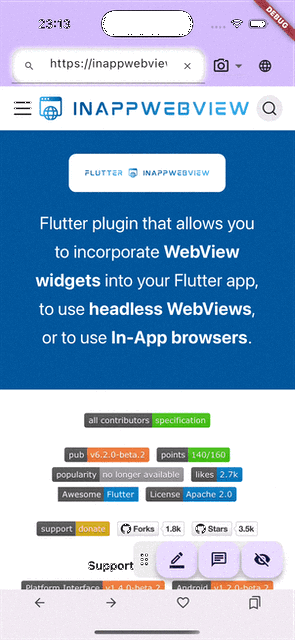 23:13
DEBUG
https://inappwebview
INAPPWEBVIEW
FLUTTER INAPPWEBVIEW
Flutter plugin that allows you
to incorporate WebView
widgets into your Flutter app,
to use headless WebViews,
or to use In-App browsers.
all contributors specification
pub v6.2.0-beta.2 points 140/160
popularity no longer available likes 2.7k
Awesome Flutter License Apache 2.0
support donate Forks 1.8k Stars 3.5k
Support
Platform Interface v1.4.0-beta.2 Android v1.2.0-beta.2